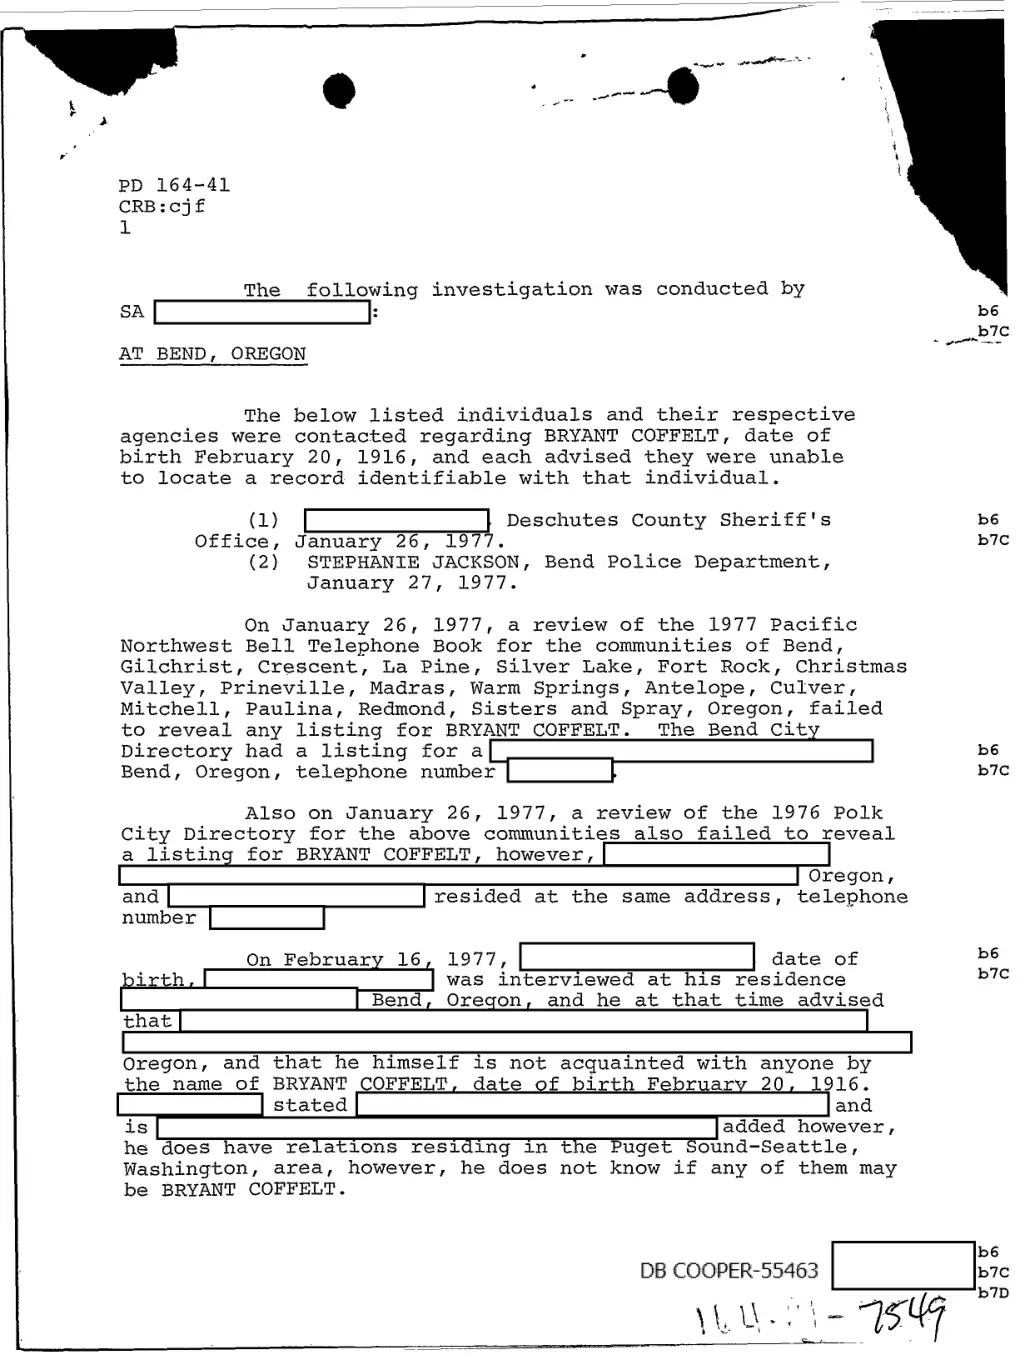 PD 164-41
CRB:cjf
1
The following investigation was conducted by
SA :
b6
b7C
AT BEND, OREGON
The below listed individuals and their respective
agencies were contacted regarding BRYANT COFFELT, date of
birth February 20, 1916, and each advised they were unable
to locate a record identifiable with that individual.
(1) , Deschutes County Sheriff's
b6
Office, January 26, 1977.
b7C
(2) STEPHANIE JACKSON, Bend Police Department,
January 27, 1977.
On January 26, 1977, a review of the 1977 Pacific
Northwest Bell Telephone Book for the communities of Bend,
Gilchrist, Crescent, La Pine, Silver Lake, Fort Rock, Christmas
Valley, Prineville, Madras, Warm Springs, Antelope, Culver,
Mitchell, Paulina, Redmond, Sisters and Spray, Oregon, failed
to reveal any listing for BRYANT COFFELT. The Bend City
Directory had a listing for a
b6
Bend, Oregon, telephone number .
b7C
Also on January 26, 1977, a review of the 1976 Polk
City Directory for the above communities also failed to reveal
a listing for BRYANT COFFELT, however,
Oregon,
and resided at the same address, telephone
number
On February 16, 1977, date of
b6
birth, was interviewed at his residence
b7C
Bend, Oregon, and he at that time advised
that
Oregon, and that he himself is not acquainted with anyone by
the name of BRYANT COFFELT, date of birth February 20, 1916.
stated and
is added however,
he does have relations residing in the Puget Sound-Seattle,
Washington, area, however, he does not know if any of them may
be BRYANT COFFELT.
b6
DB COOPER-55463
b7C
b7D
- 7549